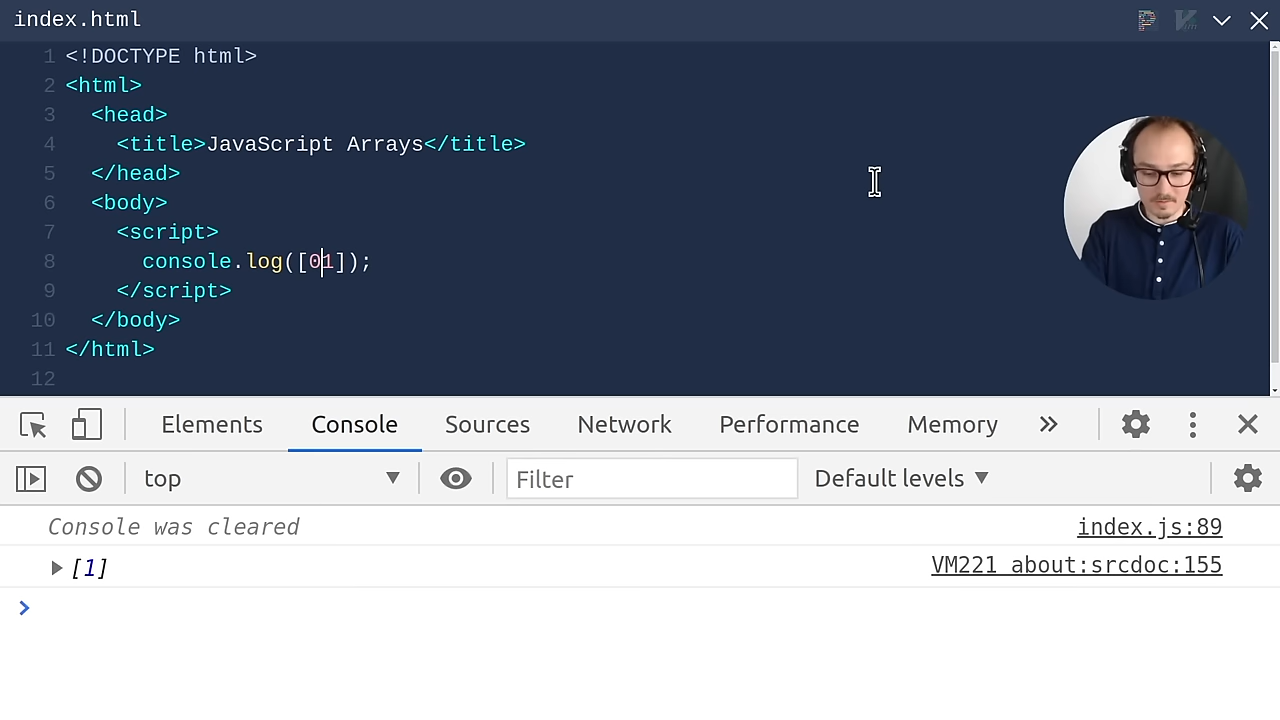 index.html
1 <!DOCTYPE html>
2 <html>
3 <head>
4 <title>JavaScript Arrays</title>
5 </head>
6 <body>
7 <script>
8 console.log([01]);
9 </script>
10 </body>
11 </html>
12
Elements Console Sources Network Performance Memory
top Filter Default levels
Console was cleared index.js:89
[1] VM221 about:srcdoc:155